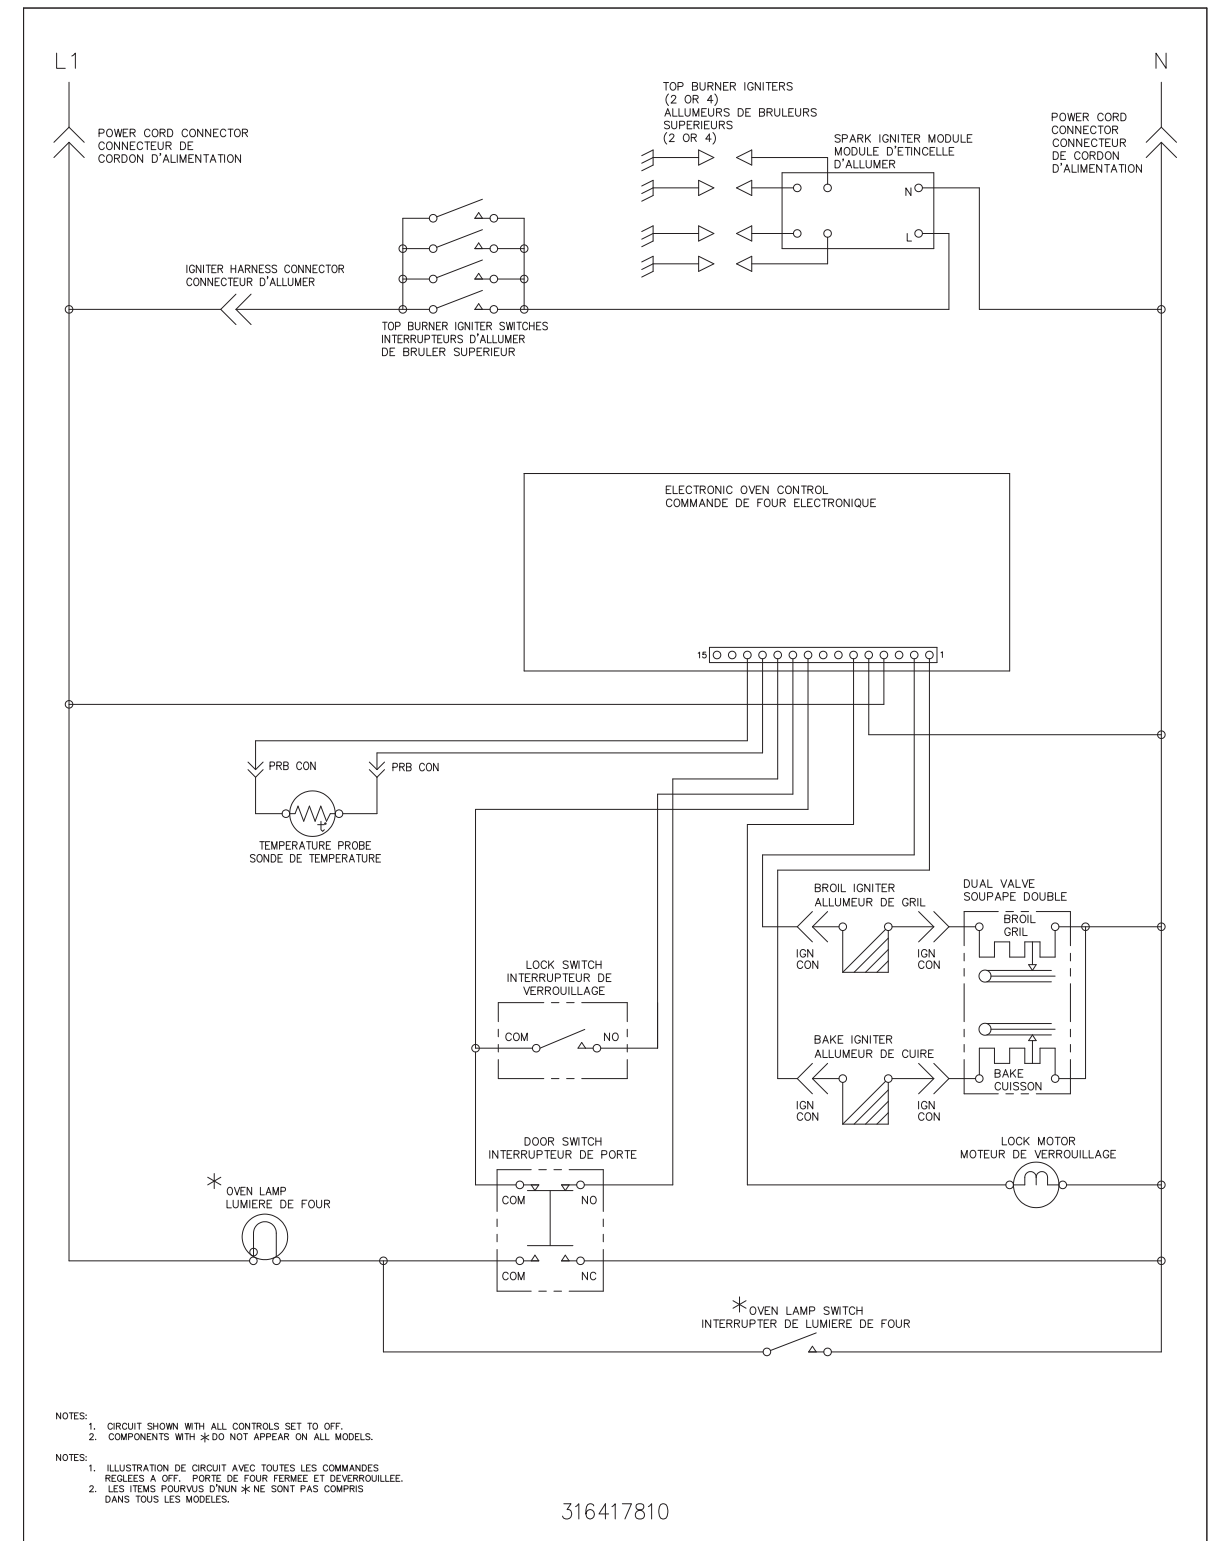 L1
N
POWER CORD CONNECTOR
CONNECTEUR DE
CORDON D'ALIMENTATION
TOP BURNER IGNITERS
(2 OR 4)
ALLUMEURS DE BRULEURS
SUPERIEURS
(2 OR 4)
SPARK IGNITER MODULE
MODULE D'ETINCELLE
D'ALLUMER
POWER CORD
CONNECTOR
CONNECTEUR
DE CORDON
D'ALIMENTATION
N
L
IGNITER HARNESS CONNECTOR
CONNECTEUR D'ALLUMER
TOP BURNER IGNITER SWITCHES
INTERRUPTEURS D'ALLUMER
DE BRULER SUPERIEUR
ELECTRONIC OVEN CONTROL
COMMANDE DE FOUR ELECTRONIQUE
15
1
PRB CON
PRB CON
t°
TEMPERATURE PROBE
SONDE DE TEMPERATURE
BROIL IGNITER
ALLUMEUR DE GRIL
DUAL VALVE
SOUPAPE DOUBLE
BROIL
GRIL
IGN
CON
IGN
CON
LOCK SWITCH
INTERRUPTEUR DE
VERROUILLAGE
COM
NO
BAKE IGNITER
ALLUMEUR DE CUIRE
BAKE
CUISSON
IGN
CON
IGN
CON
DOOR SWITCH
INTERRUPTEUR DE PORTE
COM
NO
COM
NC
LOCK MOTOR
MOTEUR DE VERROUILLAGE
* OVEN LAMP
LUMIERE DE FOUR
* OVEN LAMP SWITCH
INTERRUPTER DE LUMIERE DE FOUR
NOTES:
1. CIRCUIT SHOWN WITH ALL CONTROLS SET TO OFF.
2. COMPONENTS WITH * DO NOT APPEAR ON ALL MODELS.
NOTES:
1. ILLUSTRATION DE CIRCUIT AVEC TOUTES LES COMMANDES
REGLEES A OFF. PORTE DE FOUR FERMEE ET DEVERROUILLEE.
2. LES ITEMS POURVUS D'NUN * NE SONT PAS COMPRIS
DANS TOUS LES MODELES.
316417810